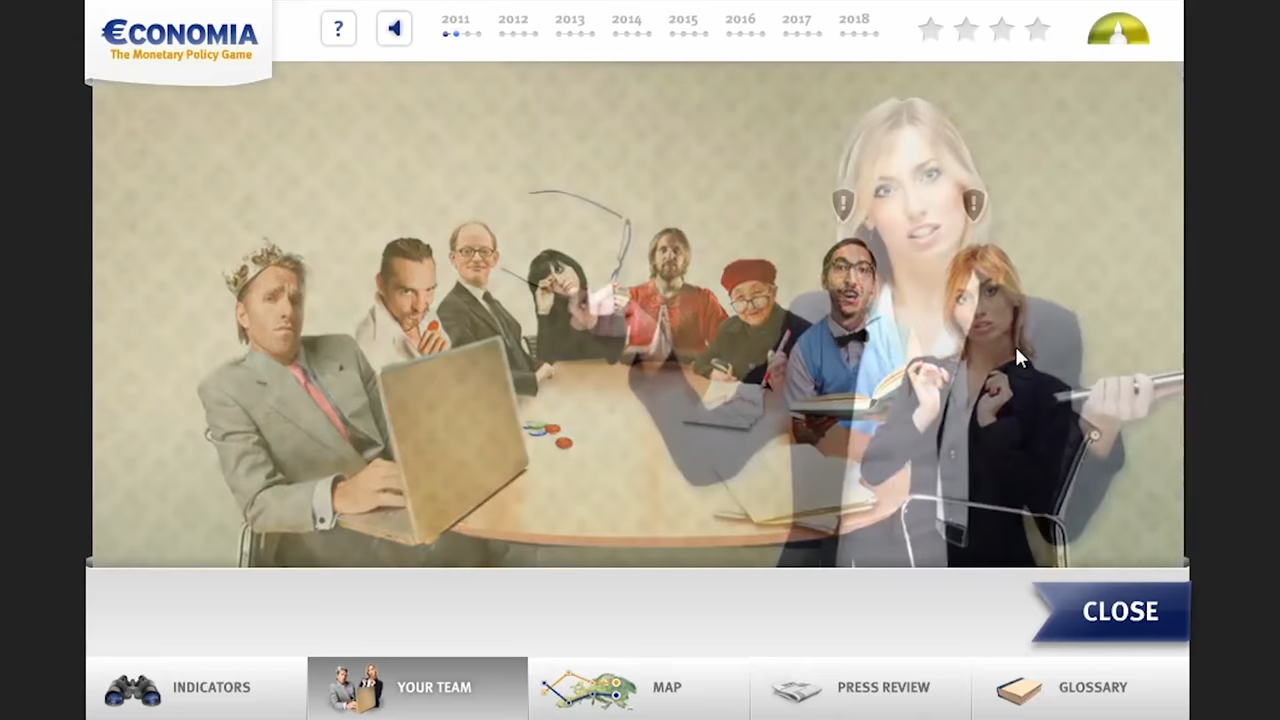 €CONOMIA
The Monetary Policy Game
?
2011 2012 2013 2014 2015 2016 2017 2018
CLOSE
INDICATORS
YOUR TEAM
MAP
PRESS REVIEW
GLOSSARY